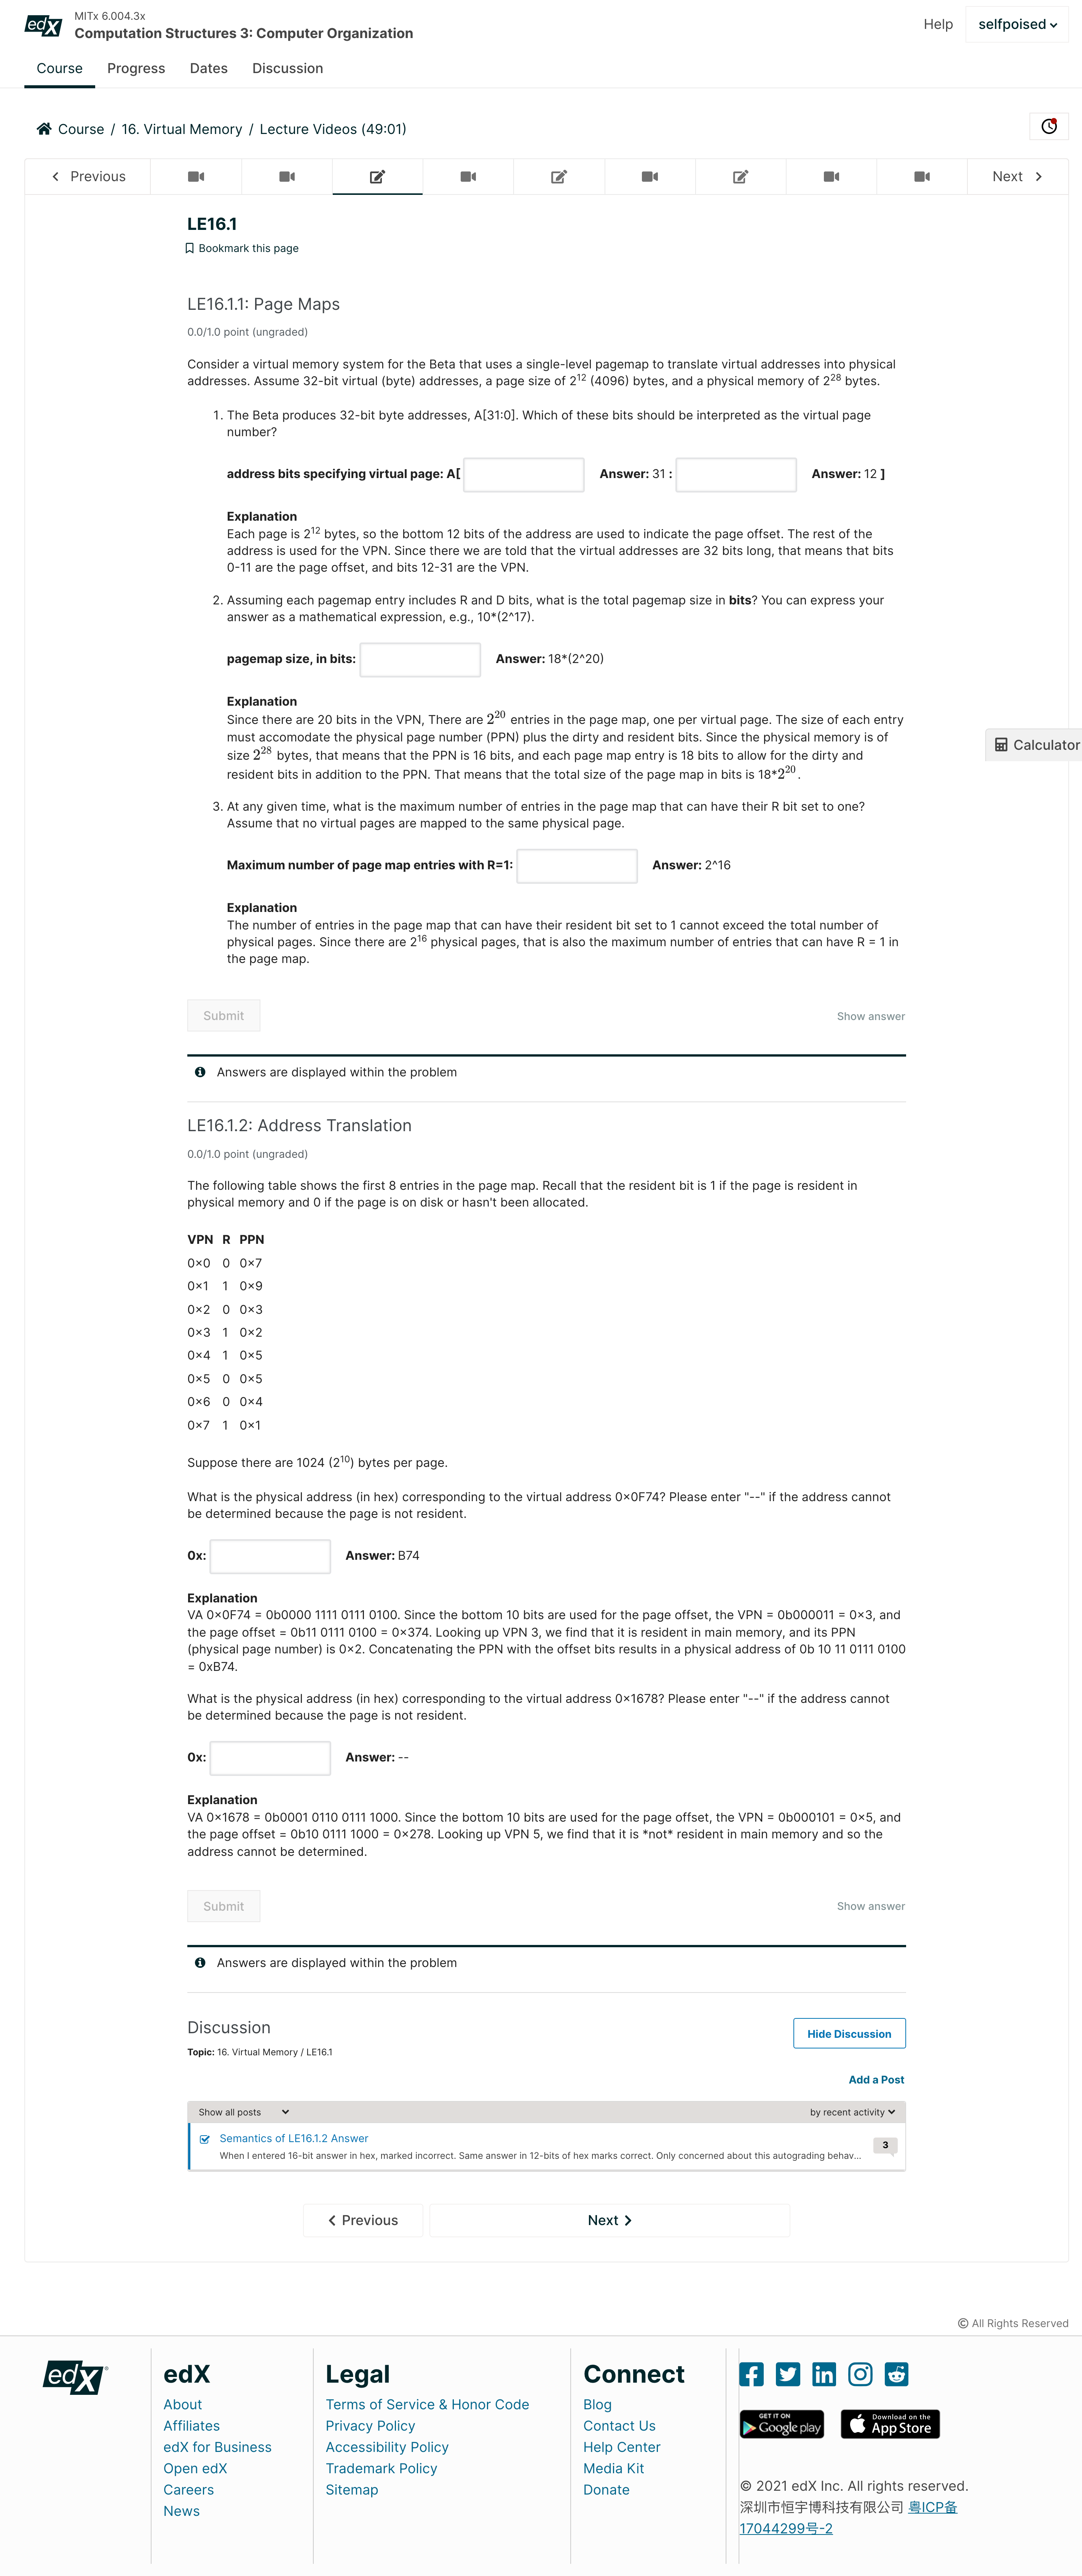 edX
MITx 6.004.3x
Computation Structures 3: Computer Organization
Help
selfpoised
Course
Progress
Dates
Discussion
Course / 16. Virtual Memory / Lecture Videos (49:01)
Previous
Next
LE16.1
Bookmark this page
LE16.1.1: Page Maps
0.0/1.0 point (ungraded)
Consider a virtual memory system for the Beta that uses a single-level pagemap to translate virtual addresses into physical
addresses. Assume 32-bit virtual (byte) addresses, a page size of 2^12 (4096) bytes, and a physical memory of 2^28 bytes.
1. The Beta produces 32-bit byte addresses, A[31:0]. Which of these bits should be interpreted as the virtual page
number?
address bits specifying virtual page: A[ Answer: 31 : Answer: 12 ]
Explanation
Each page is 2^12 bytes, so the bottom 12 bits of the address are used to indicate the page offset. The rest of the
address is used for the VPN. Since there we are told that the virtual addresses are 32 bits long, that means that bits
0-11 are the page offset, and bits 12-31 are the VPN.
2. Assuming each pagemap entry includes R and D bits, what is the total pagemap size in bits? You can express your
answer as a mathematical expression, e.g., 10*(2^17).
pagemap size, in bits: Answer: 18*(2^20)
Explanation
Since there are 20 bits in the VPN, There are 2^20 entries in the page map, one per virtual page. The size of each entry
must accomodate the physical page number (PPN) plus the dirty and resident bits. Since the physical memory is of
size 2^28 bytes, that means that the PPN is 16 bits, and each page map entry is 18 bits to allow for the dirty and
resident bits in addition to the PPN. That means that the total size of the page map in bits is 18*2^20.
Calculator
3. At any given time, what is the maximum number of entries in the page map that can have their R bit set to one?
Assume that no virtual pages are mapped to the same physical page.
Maximum number of page map entries with R=1: Answer: 2^16
Explanation
The number of entries in the page map that can have their resident bit set to 1 cannot exceed the total number of
physical pages. Since there are 2^16 physical pages, that is also the maximum number of entries that can have R = 1 in
the page map.
Submit
Show answer
Answers are displayed within the problem
LE16.1.2: Address Translation
0.0/1.0 point (ungraded)
The following table shows the first 8 entries in the page map. Recall that the resident bit is 1 if the page is resident in
physical memory and 0 if the page is on disk or hasn't been allocated.
VPN R PPN
0×0 0 0×7
0×1 1 0×9
0×2 0 0×3
0×3 1 0×2
0×4 1 0×5
0×5 0 0×5
0×6 0 0×4
0×7 1 0×1
Suppose there are 1024 (2^10) bytes per page.
What is the physical address (in hex) corresponding to the virtual address 0×0F74? Please enter "--" if the address cannot
be determined because the page is not resident.
0x: Answer: B74
Explanation
VA 0×0F74 = 0b0000 1111 0111 0100. Since the bottom 10 bits are used for the page offset, the VPN = 0b000011 = 0×3, and
the page offset = 0b11 0111 0100 = 0×374. Looking up VPN 3, we find that it is resident in main memory, and its PPN
(physical page number) is 0×2. Concatenating the PPN with the offset bits results in a physical address of 0b 10 11 0111 0100
= 0xB74.
What is the physical address (in hex) corresponding to the virtual address 0×1678? Please enter "--" if the address cannot
be determined because the page is not resident.
0x: Answer: --
Explanation
VA 0×1678 = 0b0001 0110 0111 1000. Since the bottom 10 bits are used for the page offset, the VPN = 0b000101 = 0×5, and
the page offset = 0b10 0111 1000 = 0×278. Looking up VPN 5, we find that it is *not* resident in main memory and so the
address cannot be determined.
Submit
Show answer
Answers are displayed within the problem
Discussion
Hide Discussion
Topic: 16. Virtual Memory / LE16.1
Add a Post
Show all posts
by recent activity
Semantics of LE16.1.2 Answer
3
When I entered 16-bit answer in hex, marked incorrect. Same answer in 12-bits of hex marks correct. Only concerned about this autograding behav...
Previous
Next
© All Rights Reserved
edX
edX
About
Affiliates
edX for Business
Open edX
Careers
News
Legal
Terms of Service & Honor Code
Privacy Policy
Accessibility Policy
Trademark Policy
Sitemap
Connect
Blog
Contact Us
Help Center
Media Kit
Donate
GET IT ON
Google play
Download on the
App Store
© 2021 edX Inc. All rights reserved.
深圳市恒宇博科技有限公司 粤ICP备
17044299号-2